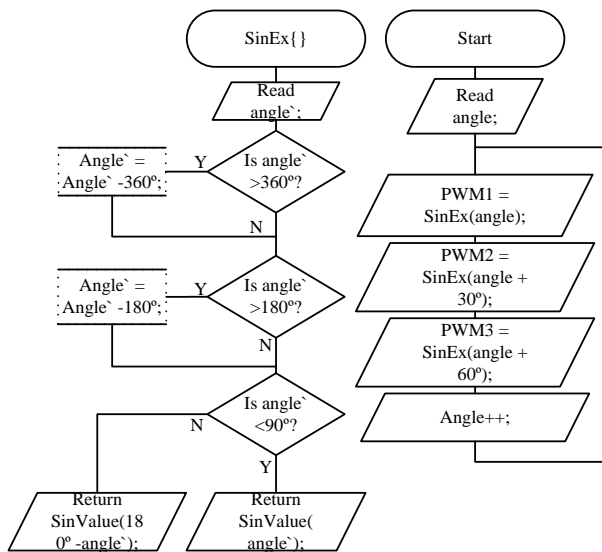 SinEx{}
Read
angle`;
Is angle`
>360º?
Y
Angle` =
Angle` -360º;
N
Is angle`
>180º?
Y
Angle` =
Angle` -180º;
N
Is angle`
<90º?
N
Y
Return
SinValue(18
0º -angle`);
Return
SinValue(
angle`);
Start
Read
angle;
PWM1 =
SinEx(angle);
PWM2 =
SinEx(angle +
30º);
PWM3 =
SinEx(angle +
60º);
Angle++;